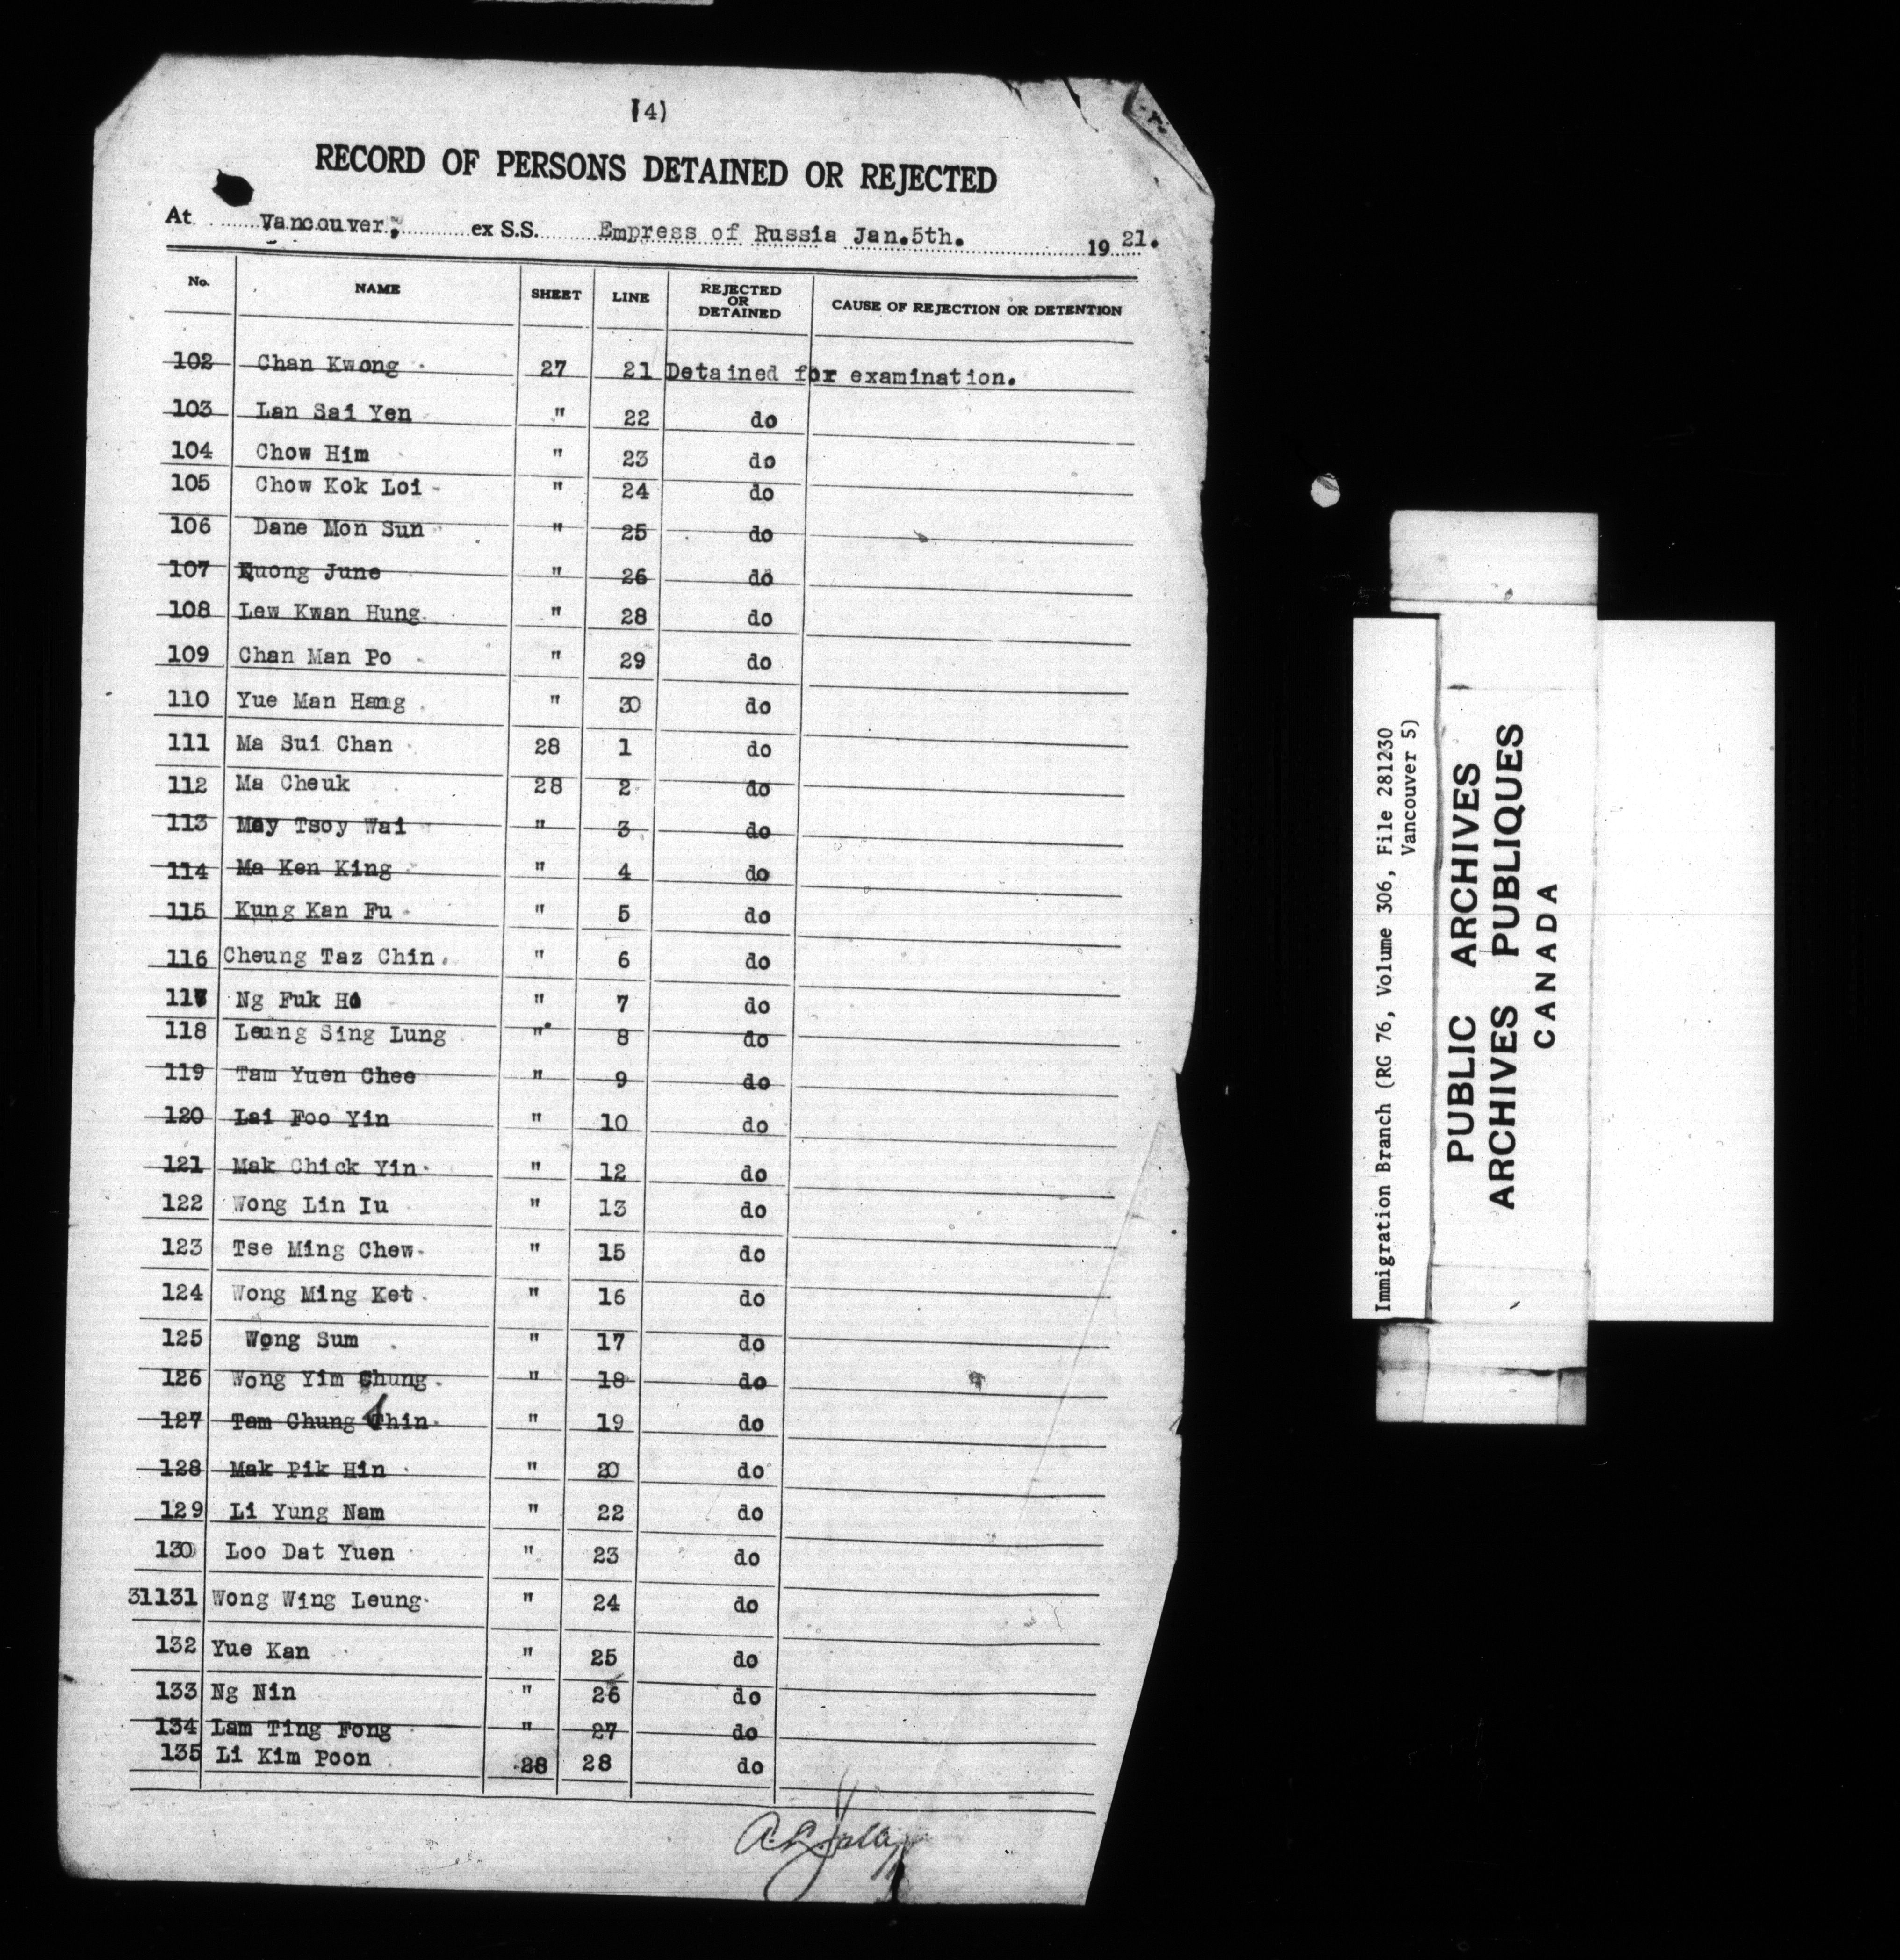 (4)
RECORD OF PERSONS DETAINED OR REJECTED
At Vancouver, ex S.S. Empress of Russia Jan.5th. 19 21.
No. NAME SHEET LINE REJECTED OR DETAINED CAUSE OF REJECTION OR DETENTION
102 Chan Kwong 27 21 Detained for examination.
103 Lan Sai Yen " 22 do
104 Chow Him " 23 do
105 Chow Kok Loi " 24 do
106 Dane Mon Sun " 25 do
107 Quong June " 26 do
108 Lew Kwan Hung " 28 do
109 Chan Man Po " 29 do
110 Yue Man Hang " 30 do
111 Ma Sui Chan 28 1 do
112 Ma Cheuk 28 2 do
113 May Tsoy Wai " 3 do
114 Ma Ken King " 4 do
115 Kung Kan Fu " 5 do
116 Cheung Taz Chin " 6 do
117 Ng Fuk " 7 do
118 Leung Sing Lung " 8 do
119 Tam Yuen Chee " 9 do
120 Lai Foo Yin " 10 do
121 Mak Chick Yin " 12 do
122 Wong Lin Iu " 13 do
123 Tse Ming Chew " 15 do
124 Wong Ming Ket " 16 do
125 Wong Sum " 17 do
126 Wong Yim Chung " 18 do
127 Tam Chung Chin " 19 do
128 Mak Pik Hin " 20 do
129 Li Yung Nam " 22 do
130 Loo Dat Yuen " 23 do
31131 Wong Wing Leung " 24 do
132 Yue Kan " 25 do
133 Ng Nin " 26 do
134 Lam Ting Fong " 27 do
135 Li Kim Poon 28 28 do
Immigration Branch (RG 76, Volume 306, File 281230
Vancouver 5)
PUBLIC ARCHIVES
ARCHIVES PUBLIQUES
CANADA